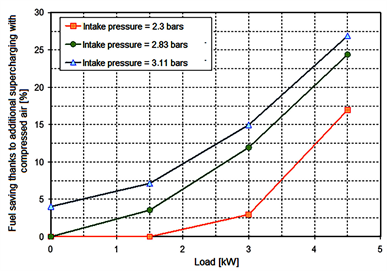 Fuel saving thanks to additional supercharging with
compressed air [%]
30
25
20
15
10
5
0
Intake pressure = 2.3 bars
Intake pressure = 2.83 bars
Intake pressure = 3.11 bars
0 1 2 3 4 5
Load [kW]